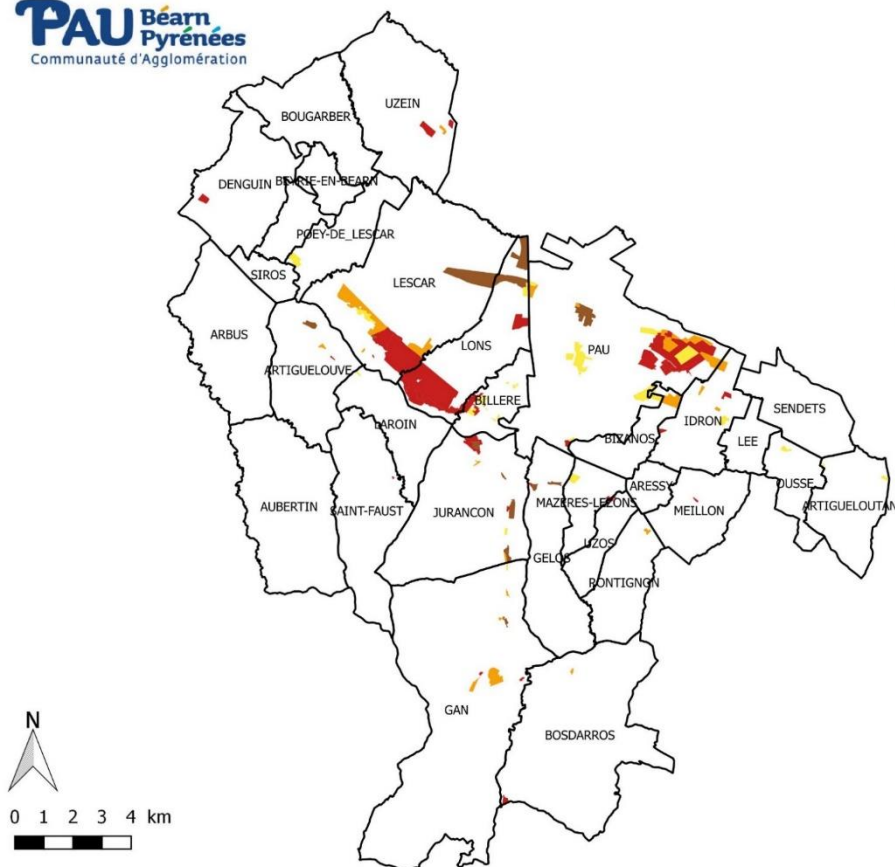 PAU Béarn
Pyrénées
Communauté d'Agglomération
UZEIN
BOUGARBER
DENGUIN
BEYRIE-EN-BEARN
POEY-DE_LESCAR
SIROS
LESCAR
ARBUS
LONS
PAU
ARTIGUELOUVE
BILLERE
SENDETS
LAROIN
IDRON
LEE
BIZANOS
OUSSE
AUBERTIN
SAINT-FAUST
JURANCON
MAZERES-LEZONS
ARESSY
MEILLON
ARTIGUELOUTAN
UZOS
GELOS
RONTIGNON
GAN
BOSDARROS
N
0 1 2 3 4 km